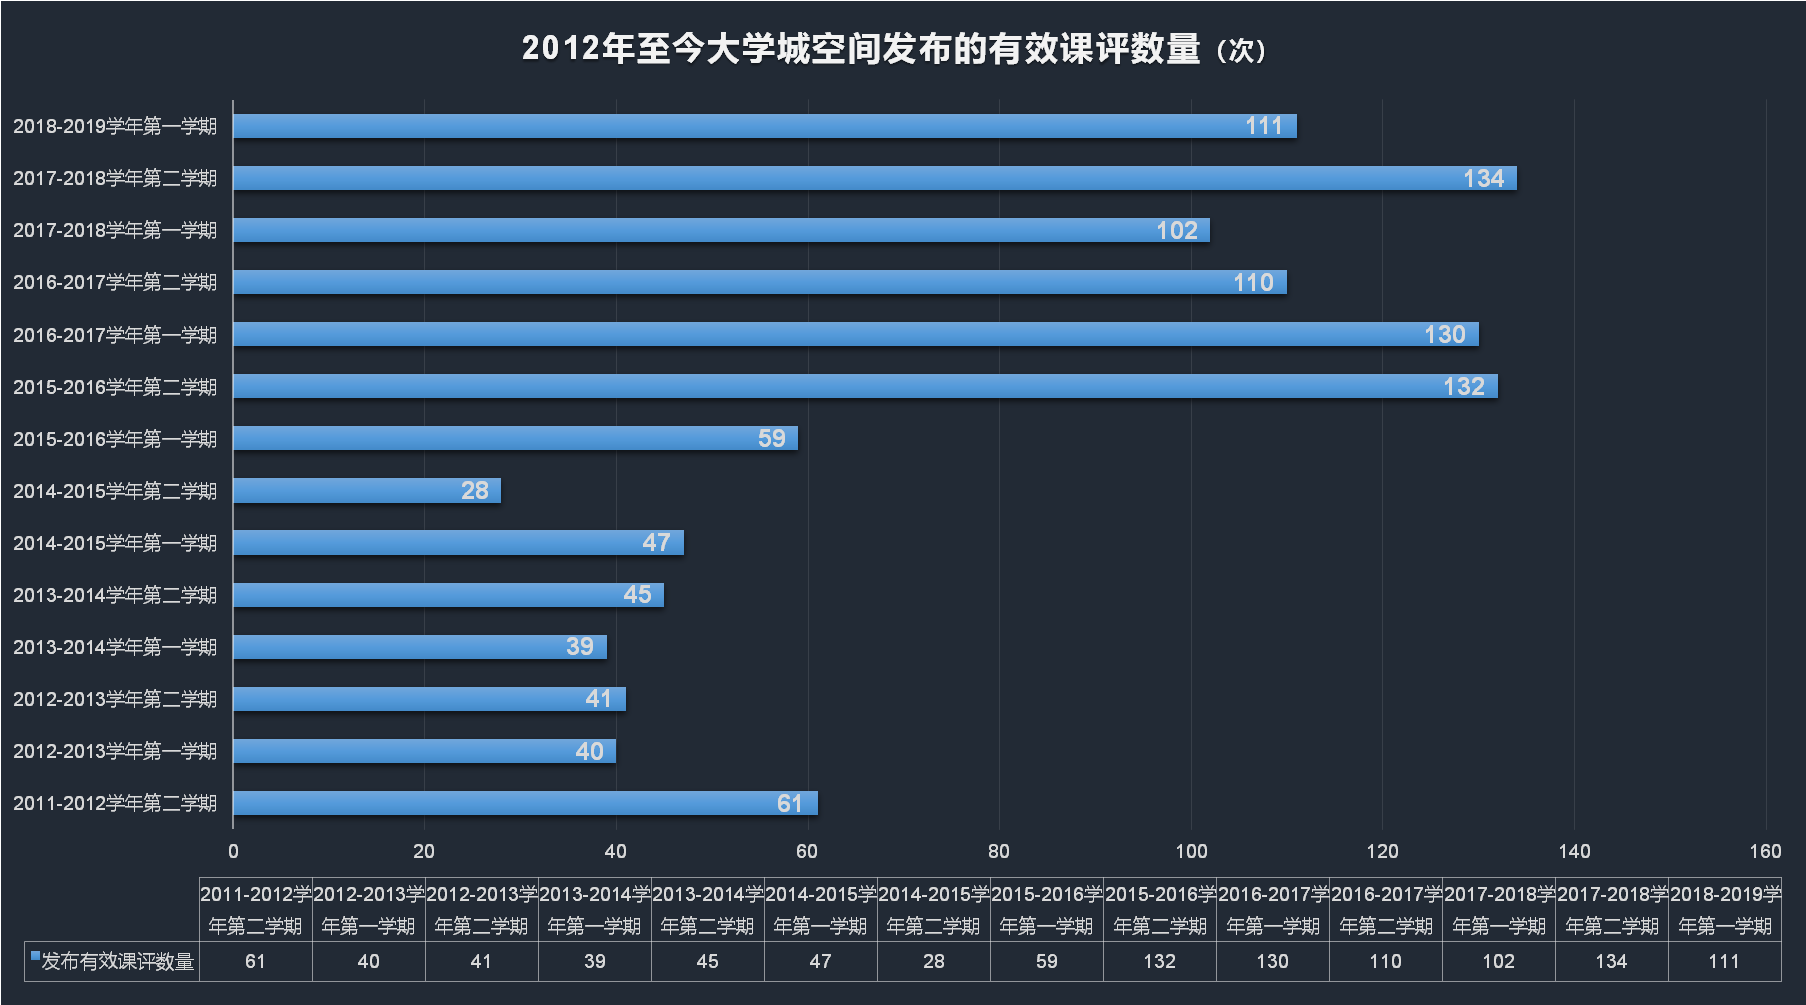 2012年至今大学城空间发布的有效课评数量（次）
2018-2019学年第一学期 111
2017-2018学年第二学期 134
2017-2018学年第一学期 102
2016-2017学年第二学期 110
2016-2017学年第一学期 130
2015-2016学年第二学期 132
2015-2016学年第一学期 59
2014-2015学年第二学期 28
2014-2015学年第一学期 47
2013-2014学年第二学期 45
2013-2014学年第一学期 39
2012-2013学年第二学期 41
2012-2013学年第一学期 40
2011-2012学年第二学期 61
0 20 40 60 80 100 120 140 160
2011-2012学 2012-2013学 2012-2013学 2013-2014学 2013-2014学 2014-2015学 2014-2015学 2015-2016学 2015-2016学 2016-2017学 2016-2017学 2017-2018学 2017-2018学 2018-2019学
年第二学期 年第一学期 年第二学期 年第一学期 年第二学期 年第一学期 年第二学期 年第一学期 年第二学期 年第一学期 年第二学期 年第一学期 年第二学期 年第一学期
发布有效课评数量 61 40 41 39 45 47 28 59 132 130 110 102 134 111